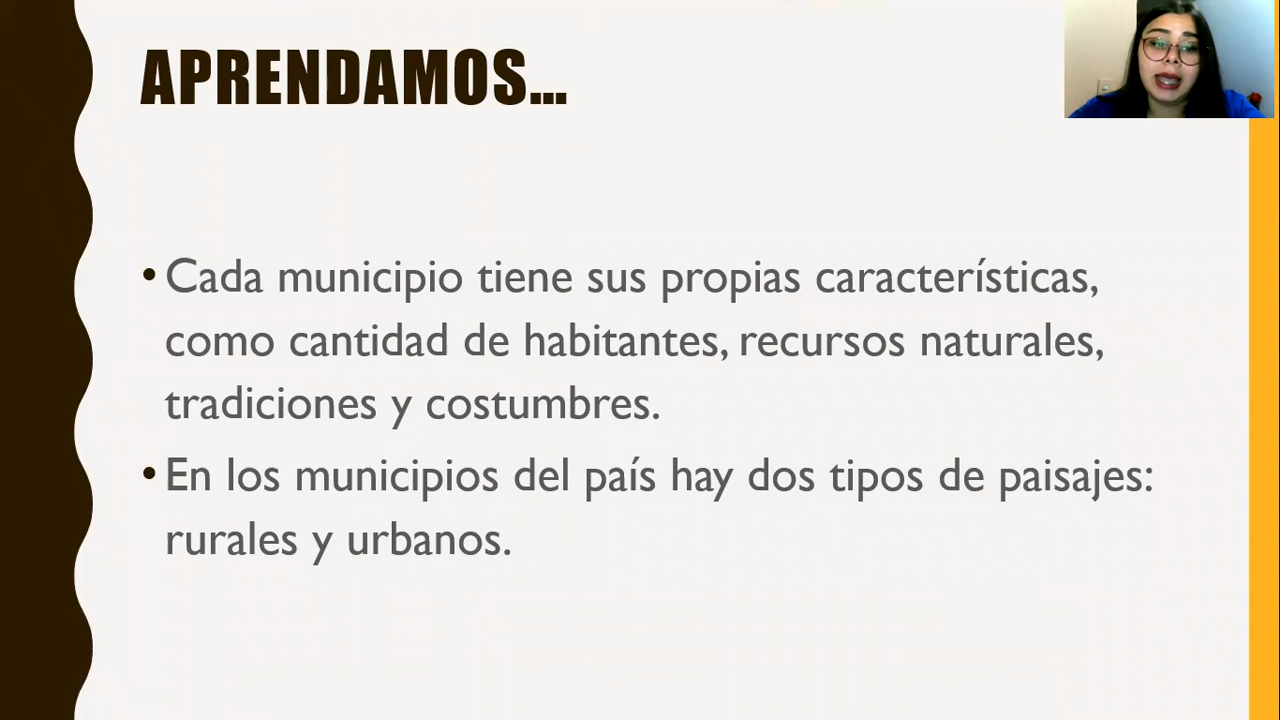 APRENDAMOS...
• Cada municipio tiene sus propias características,
como cantidad de habitantes, recursos naturales,
tradiciones y costumbres.
• En los municipios del país hay dos tipos de paisajes:
rurales y urbanos.